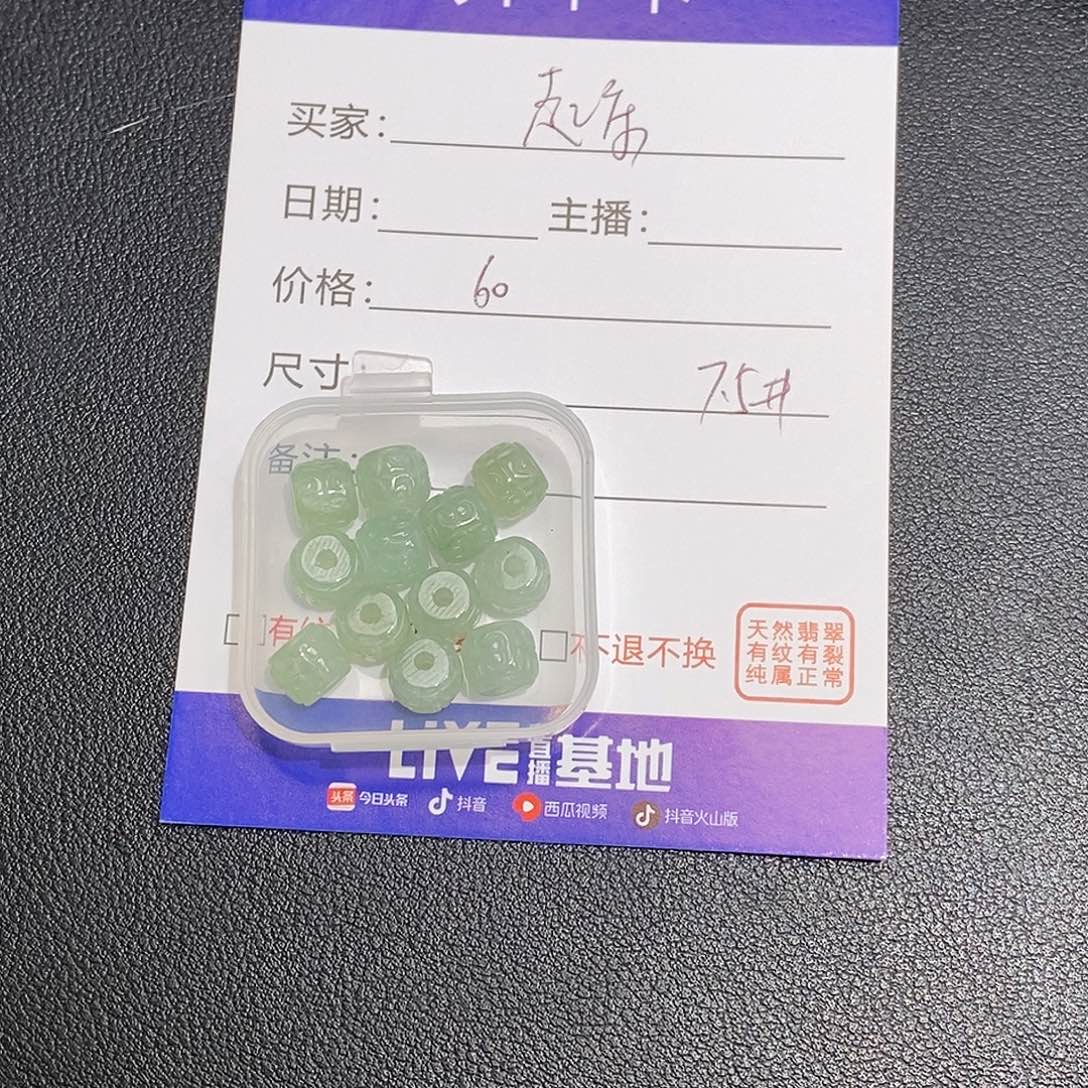 买家：
日期： 主播：
价格： 60
尺寸 7.5#
备注：
有纹 不退不换
天然翡翠
有纹有裂
纯属正常
LIVE直播基地
头条 今日头条 抖音 西瓜视频 抖音火山版